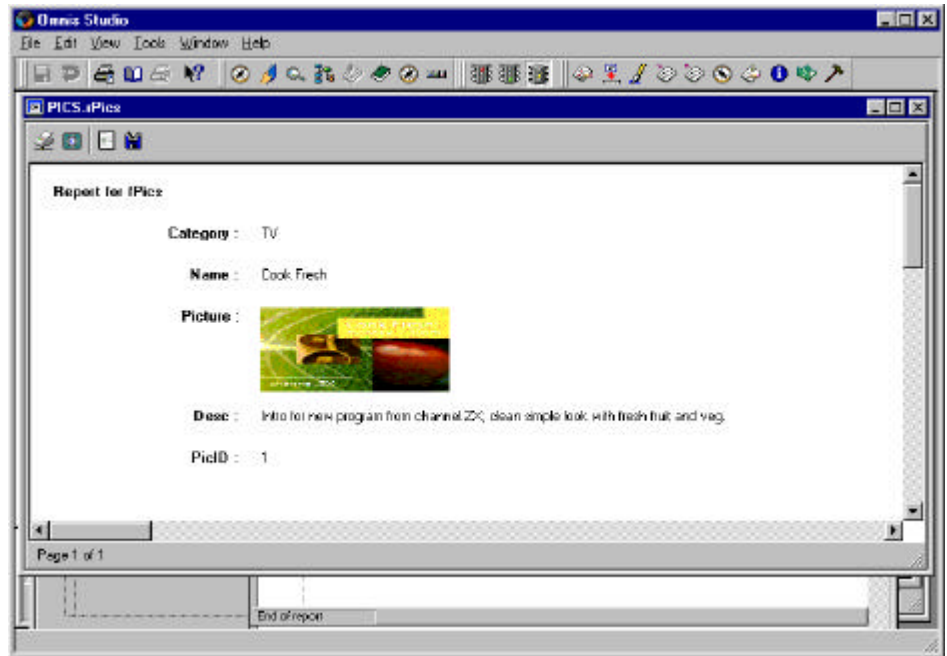 Omnis Studio
File Edit View Tools Window Help
PICS.rPics
Report for fPics
Category : TV
Name : Cook Fresh
Picture :
Desc : Intro for new program from channel ZX, clean simple look with fresh fruit and veg.
PicID : 1
Page 1 of 1
End of report